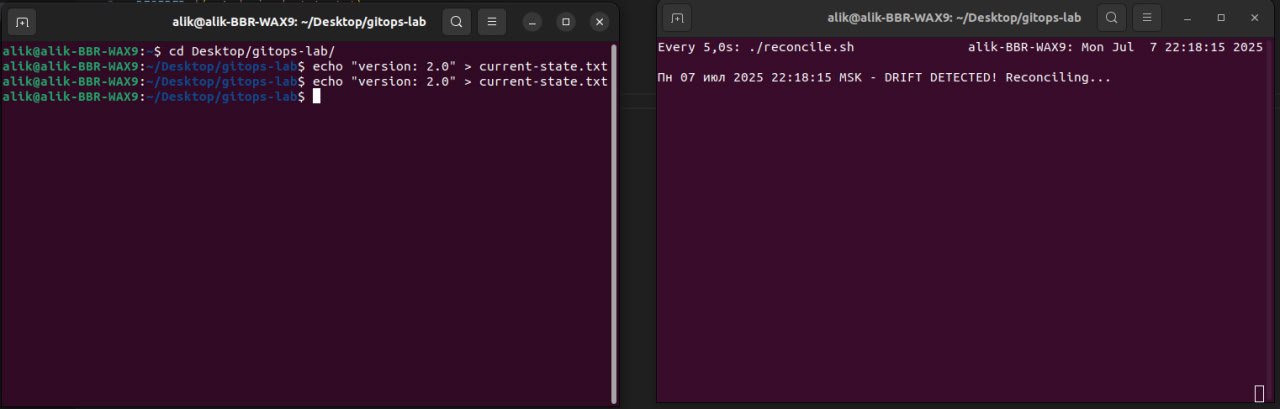 alik@alik-BBR-WAX9: ~/Desktop/gitops-lab
alik@alik-BBR-WAX9:~$ cd Desktop/gitops-lab/
alik@alik-BBR-WAX9:~/Desktop/gitops-lab$ echo "version: 2.0" > current-state.txt
alik@alik-BBR-WAX9:~/Desktop/gitops-lab$ echo "version: 2.0" > current-state.txt
alik@alik-BBR-WAX9:~/Desktop/gitops-lab$
alik@alik-BBR-WAX9: ~/Desktop/gitops-lab
Every 5,0s: ./reconcile.sh alik-BBR-WAX9: Mon Jul 7 22:18:15 2025
Пн 07 июл 2025 22:18:15 MSK - DRIFT DETECTED! Reconciling...